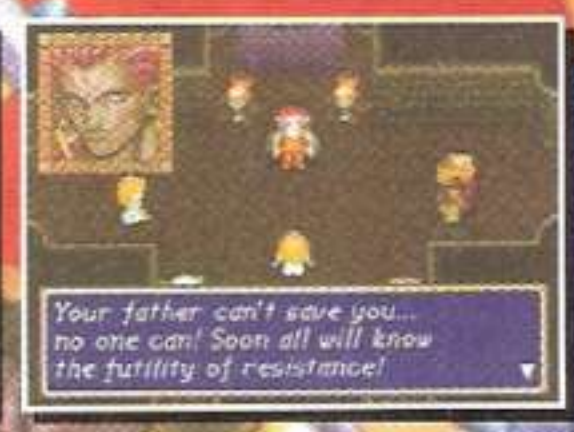 Your father can't save you...
no one can! Soon all will know
the futility of resistance!